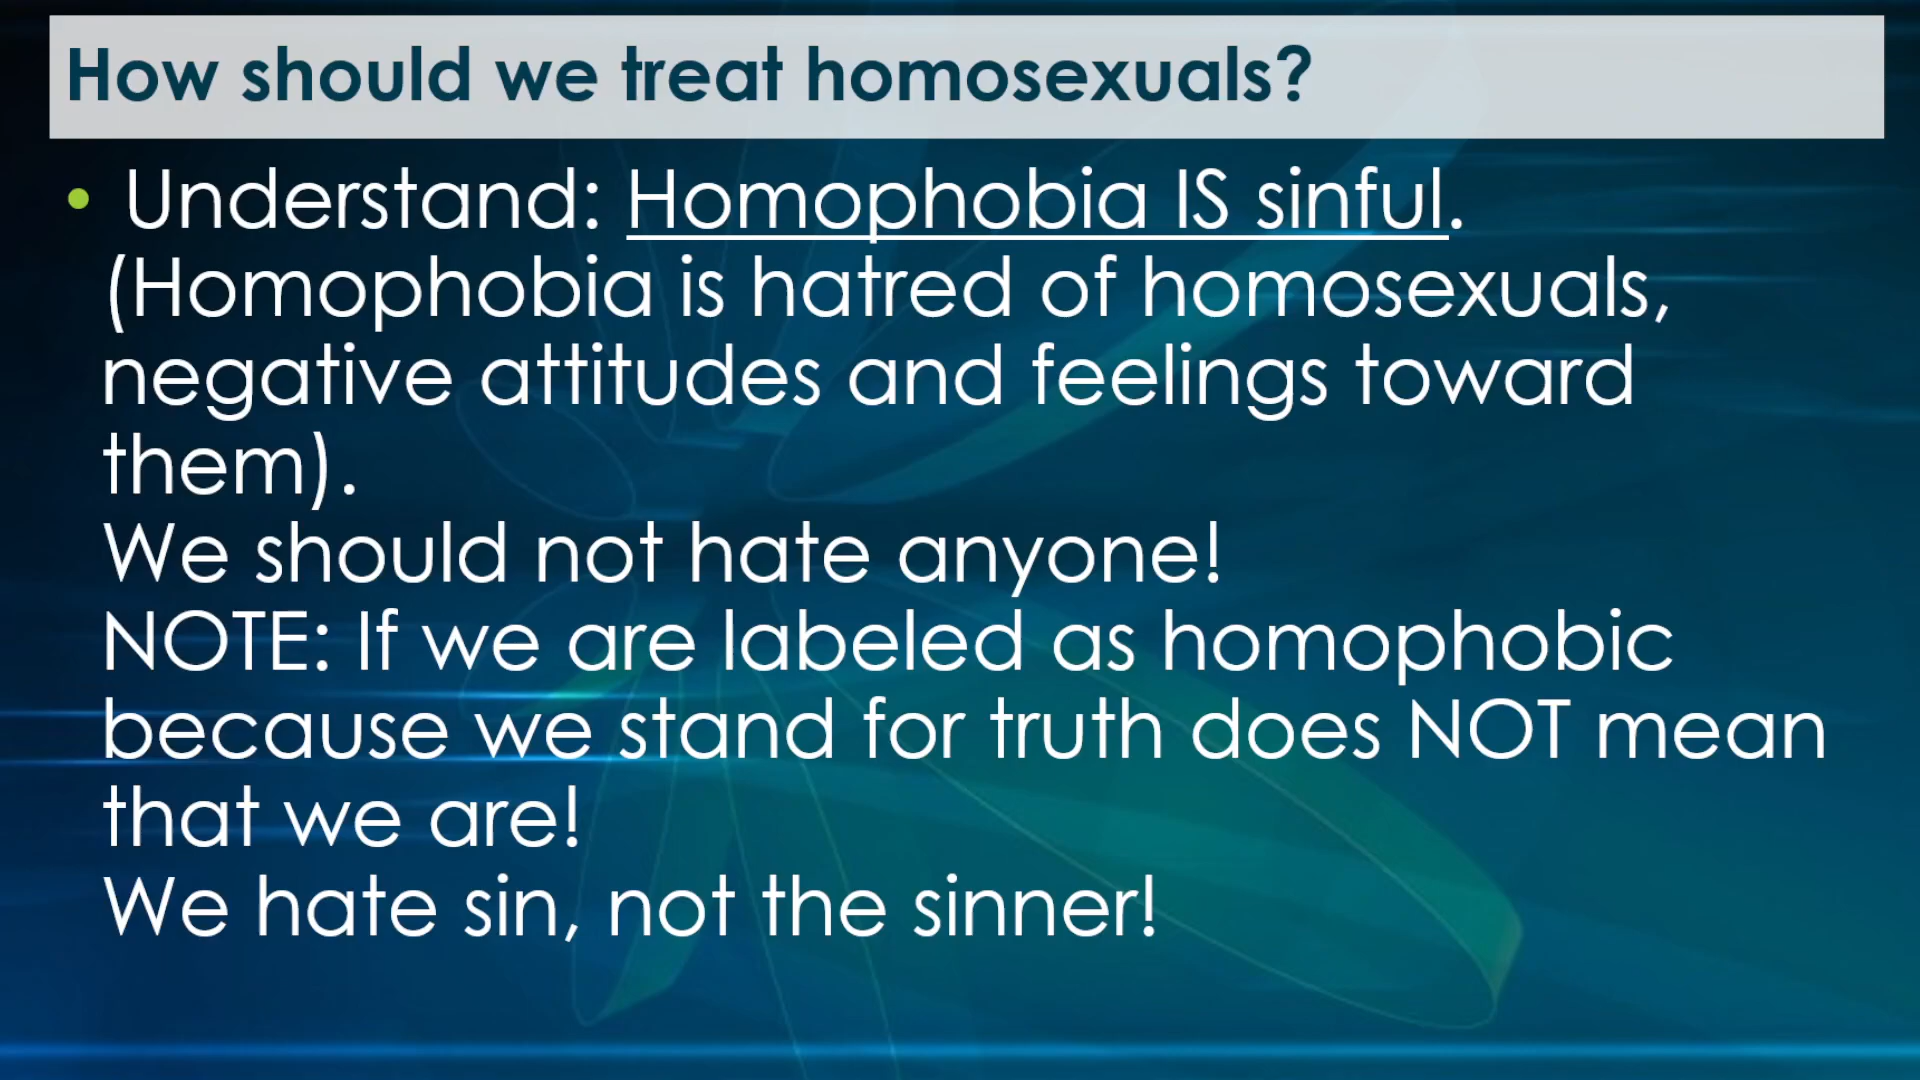 How should we treat homosexuals?
• Understand: Homophobia IS sinful.
(Homophobia is hatred of homosexuals,
negative attitudes and feelings toward
them).
We should not hate anyone!
NOTE: If we are labeled as homophobic
because we stand for truth does NOT mean
that we are!
We hate sin, not the sinner!